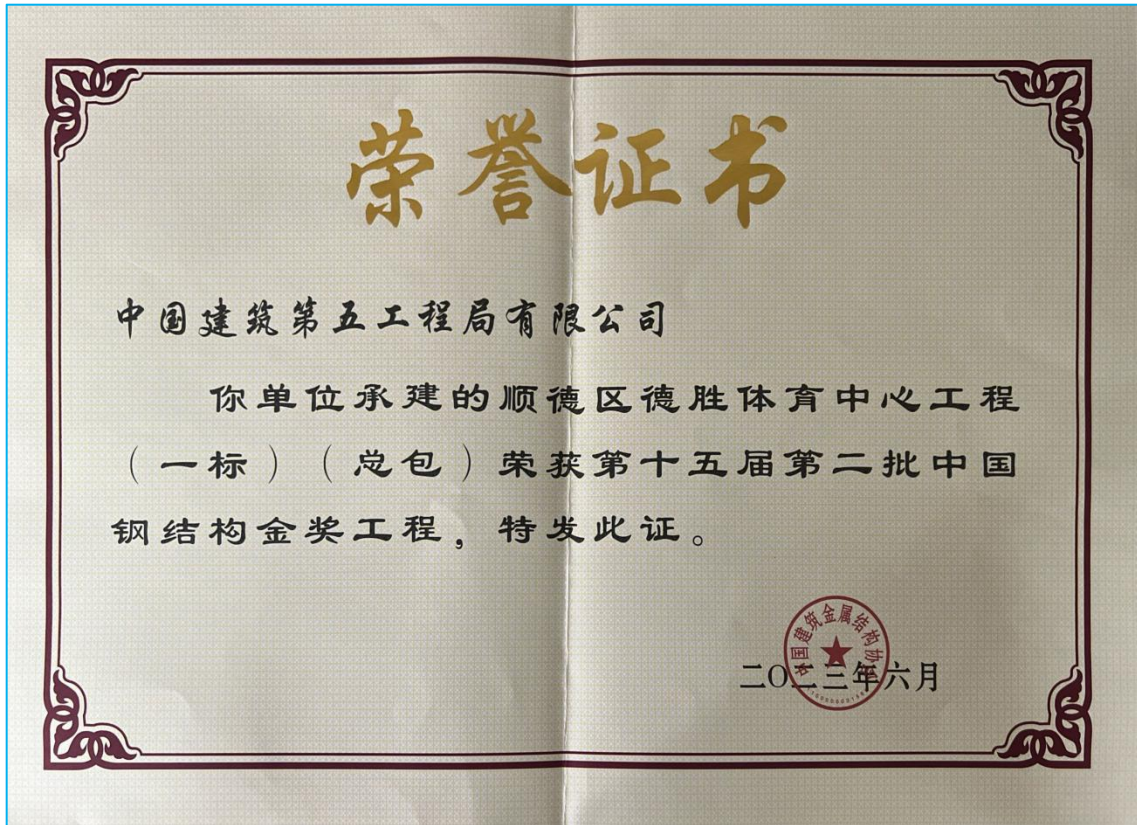 荣誉证书
中国建筑第五工程局有限公司
你单位承建的顺德区德胜体育中心工程
（一标）（总包）荣获第十五届第二批中国
钢结构金奖工程，特发此证。
中国建筑金属结构协会
二〇二三年六月